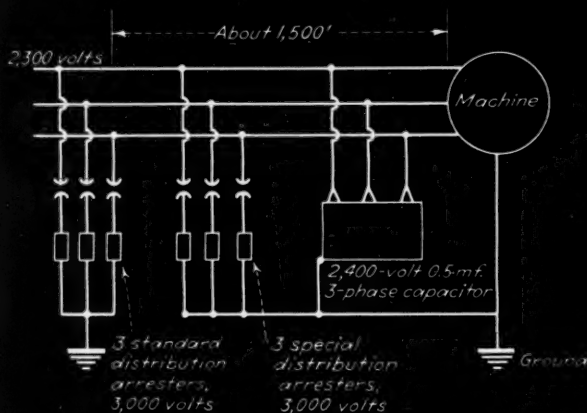 About 1,500'
2,300 volts
Machine
2,400-volt 0.5-mf.
3-phase capacitor
3 standard
distribution
arresters,
3,000 volts
3 special
distribution
arresters,
3,000 volts
Ground